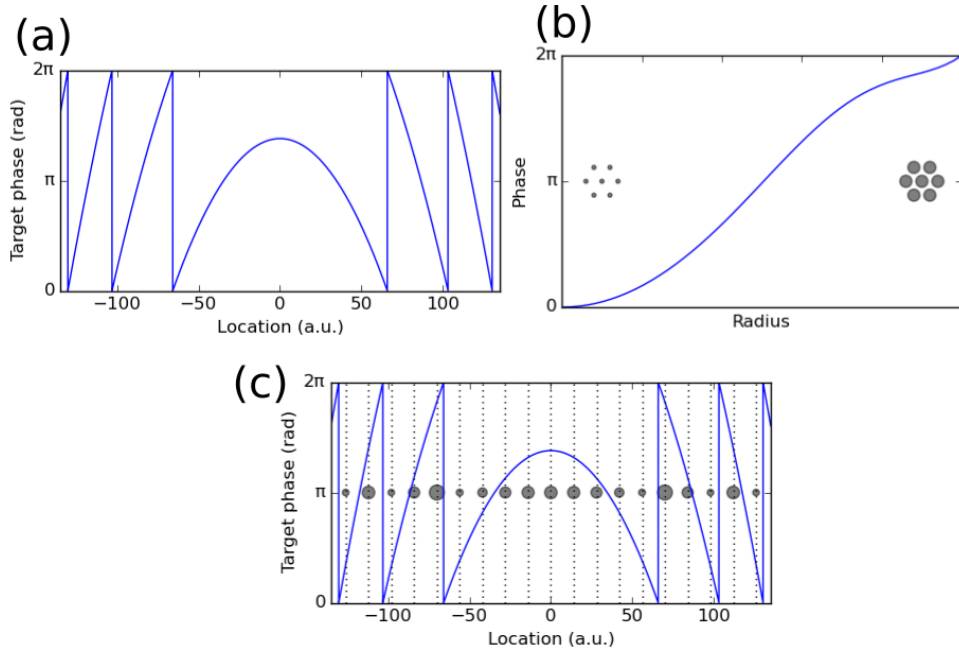 (a)
2π
π
0
Target phase (rad)
−100 −50 0 50 100
Location (a.u.)
(b)
2π
π
0
Phase
Radius
(c)
2π
π
0
Target phase (rad)
−100 −50 0 50 100
Location (a.u.)